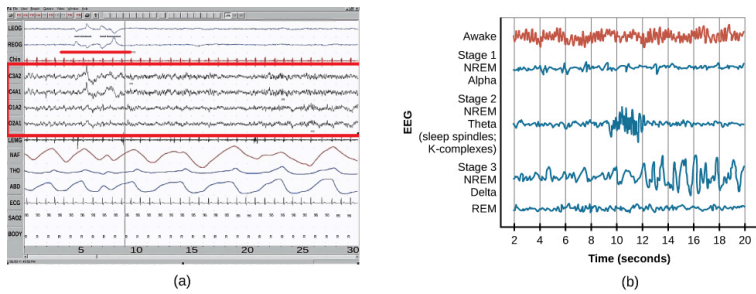 LEOG
REOG
Chin
C3A2
C4A1
O1A2
O2A1
LEMG
NAF
THO
ABD
ECG
SAO2
BODY
5 10 15 20 25 30
(a)
EEG
Awake
Stage 1
NREM
Alpha
Stage 2
NREM
Theta
(sleep spindles;
K-complexes)
Stage 3
NREM
Delta
REM
2 4 6 8 10 12 14 16 18 20
Time (seconds)
(b)